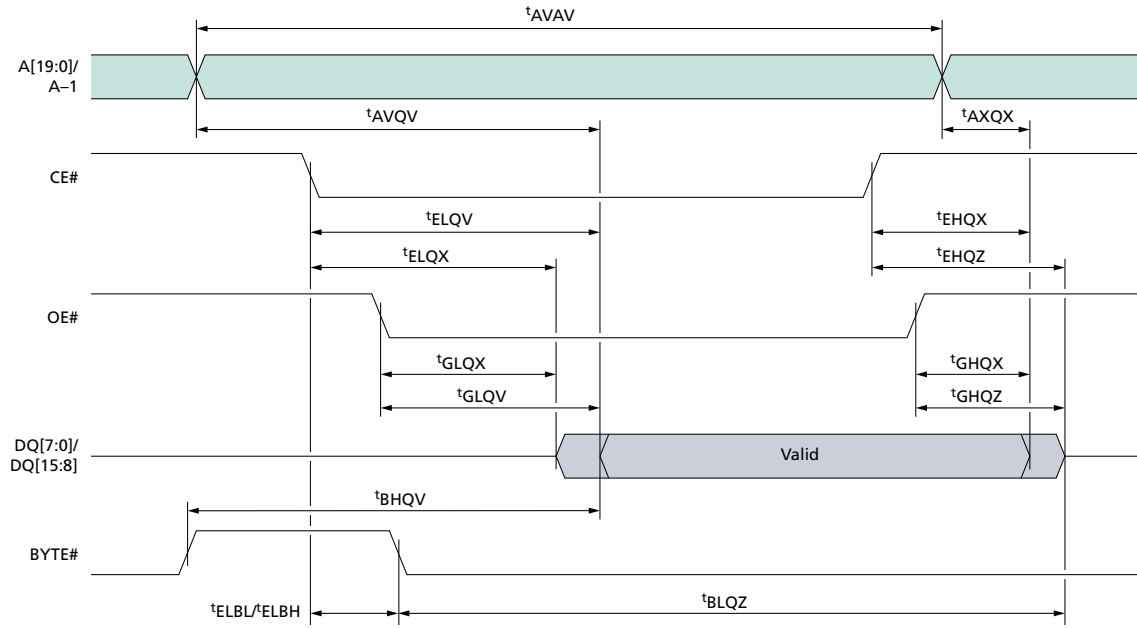 tAVAV
A[19:0]/
A–1
tAVQV
tAXQX
CE#
tELQV
tEHQX
tELQX
tEHQZ
OE#
tGLQX
tGHQX
tGLQV
tGHQZ
DQ[7:0]/
DQ[15:8]
Valid
tBHQV
BYTE#
tELBL/tELBH
tBLQZ